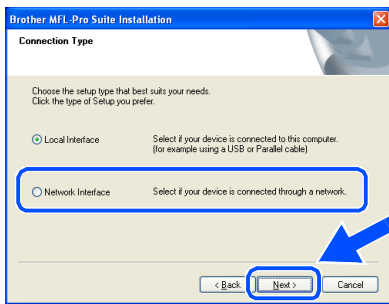 Brother MFL-Pro Suite Installation
Connection Type
Choose the setup type that best suits your needs.
Click the type of Setup you prefer.
Local Interface
Select if your device is connected to this computer.
(for example using a USB or Parallel cable)
Network Interface
Select if your device is connected through a network.
< Back
Next >
Cancel